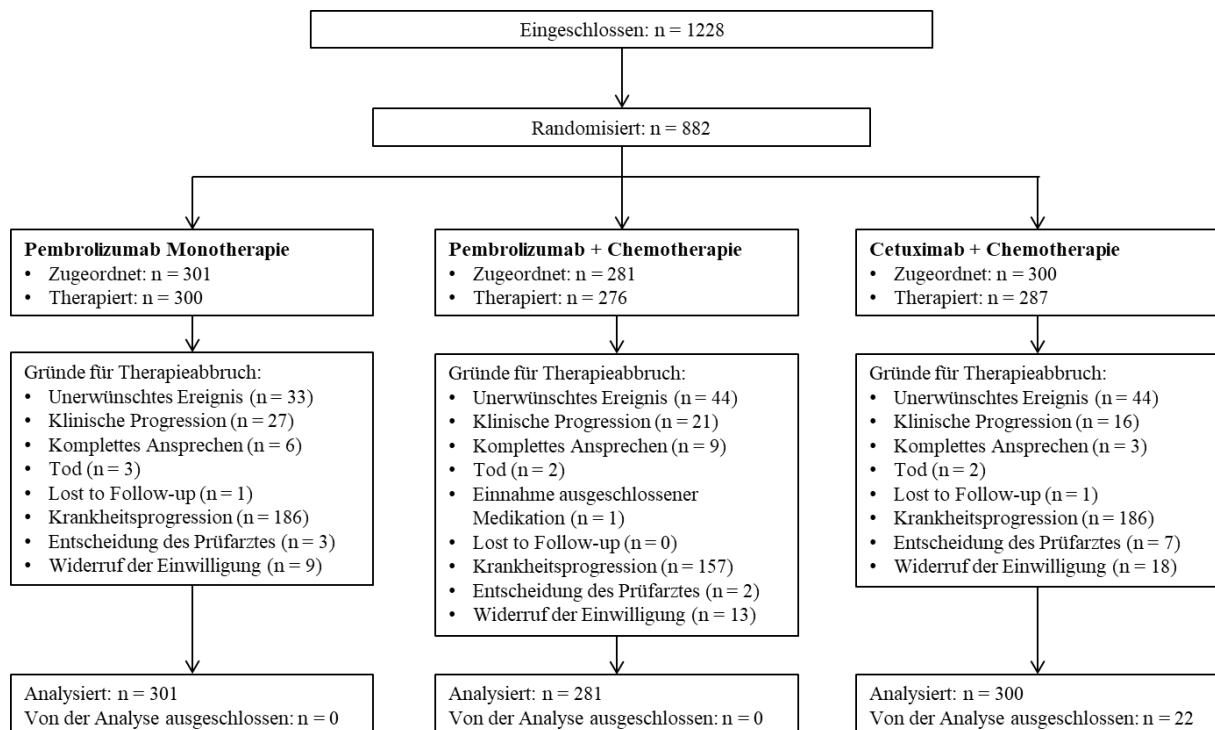 Eingeschlossen: n = 1228
Randomisiert: n = 882
Pembrolizumab Monotherapie
• Zugeordnet: n = 301
• Therapiert: n = 300
Pembrolizumab + Chemotherapie
• Zugeordnet: n = 281
• Therapiert: n = 276
Cetuximab + Chemotherapie
• Zugeordnet: n = 300
• Therapiert: n = 287
Gründe für Therapieabbruch:
• Unerwünschtes Ereignis (n = 33)
• Klinische Progression (n = 27)
• Komplettes Ansprechen (n = 6)
• Tod (n = 3)
• Lost to Follow-up (n = 1)
• Krankheitsprogression (n = 186)
• Entscheidung des Prüfarztes (n = 3)
• Widerruf der Einwilligung (n = 9)
Gründe für Therapieabbruch:
• Unerwünschtes Ereignis (n = 44)
• Klinische Progression (n = 21)
• Komplettes Ansprechen (n = 9)
• Tod (n = 2)
• Einnahme ausgeschlossener
Medikation (n = 1)
• Lost to Follow-up (n = 0)
• Krankheitsprogression (n = 157)
• Entscheidung des Prüfarztes (n = 2)
• Widerruf der Einwilligung (n = 13)
Gründe für Therapieabbruch:
• Unerwünschtes Ereignis (n = 44)
• Klinische Progression (n = 16)
• Komplettes Ansprechen (n = 3)
• Tod (n = 2)
• Lost to Follow-up (n = 1)
• Krankheitsprogression (n = 186)
• Entscheidung des Prüfarztes (n = 7)
• Widerruf der Einwilligung (n = 18)
Analysiert: n = 301
Von der Analyse ausgeschlossen: n = 0
Analysiert: n = 281
Von der Analyse ausgeschlossen: n = 0
Analysiert: n = 300
Von der Analyse ausgeschlossen: n = 22